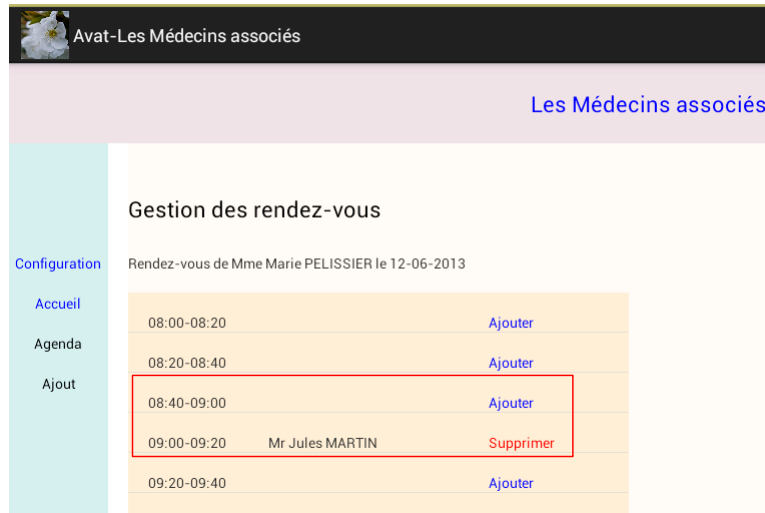 Avat-Les Médecins associés
Les Médecins associés
Gestion des rendez-vous
Configuration
Rendez-vous de Mme Marie PELISSIER le 12-06-2013
Accueil
08:00-08:20 Ajouter
Agenda
08:20-08:40 Ajouter
Ajout
08:40-09:00 Ajouter
09:00-09:20 Mr Jules MARTIN Supprimer
09:20-09:40 Ajouter